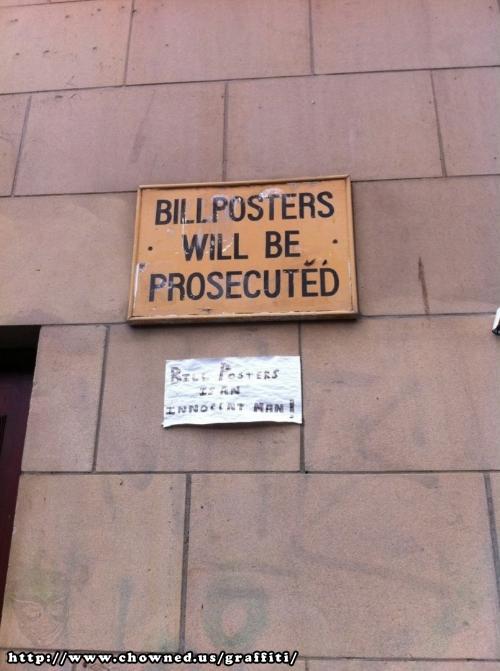 BILLPOSTERS
· WILL BE ·
PROSECUTED
BILL POSTERS
IS AN
INNOCENT MAN!
http://www.chowned.us/graffiti/